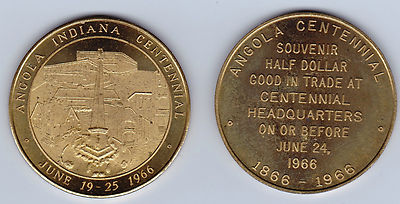 ANGOLA INDIANA CENTENNIAL
JUNE 19-25 1966
ANGOLA CENTENNIAL
SOUVENIR
HALF DOLLAR
GOOD IN TRADE AT
CENTENNIAL
HEADQUARTERS
ON OR BEFORE
JUNE 24,
1966
1866-1966